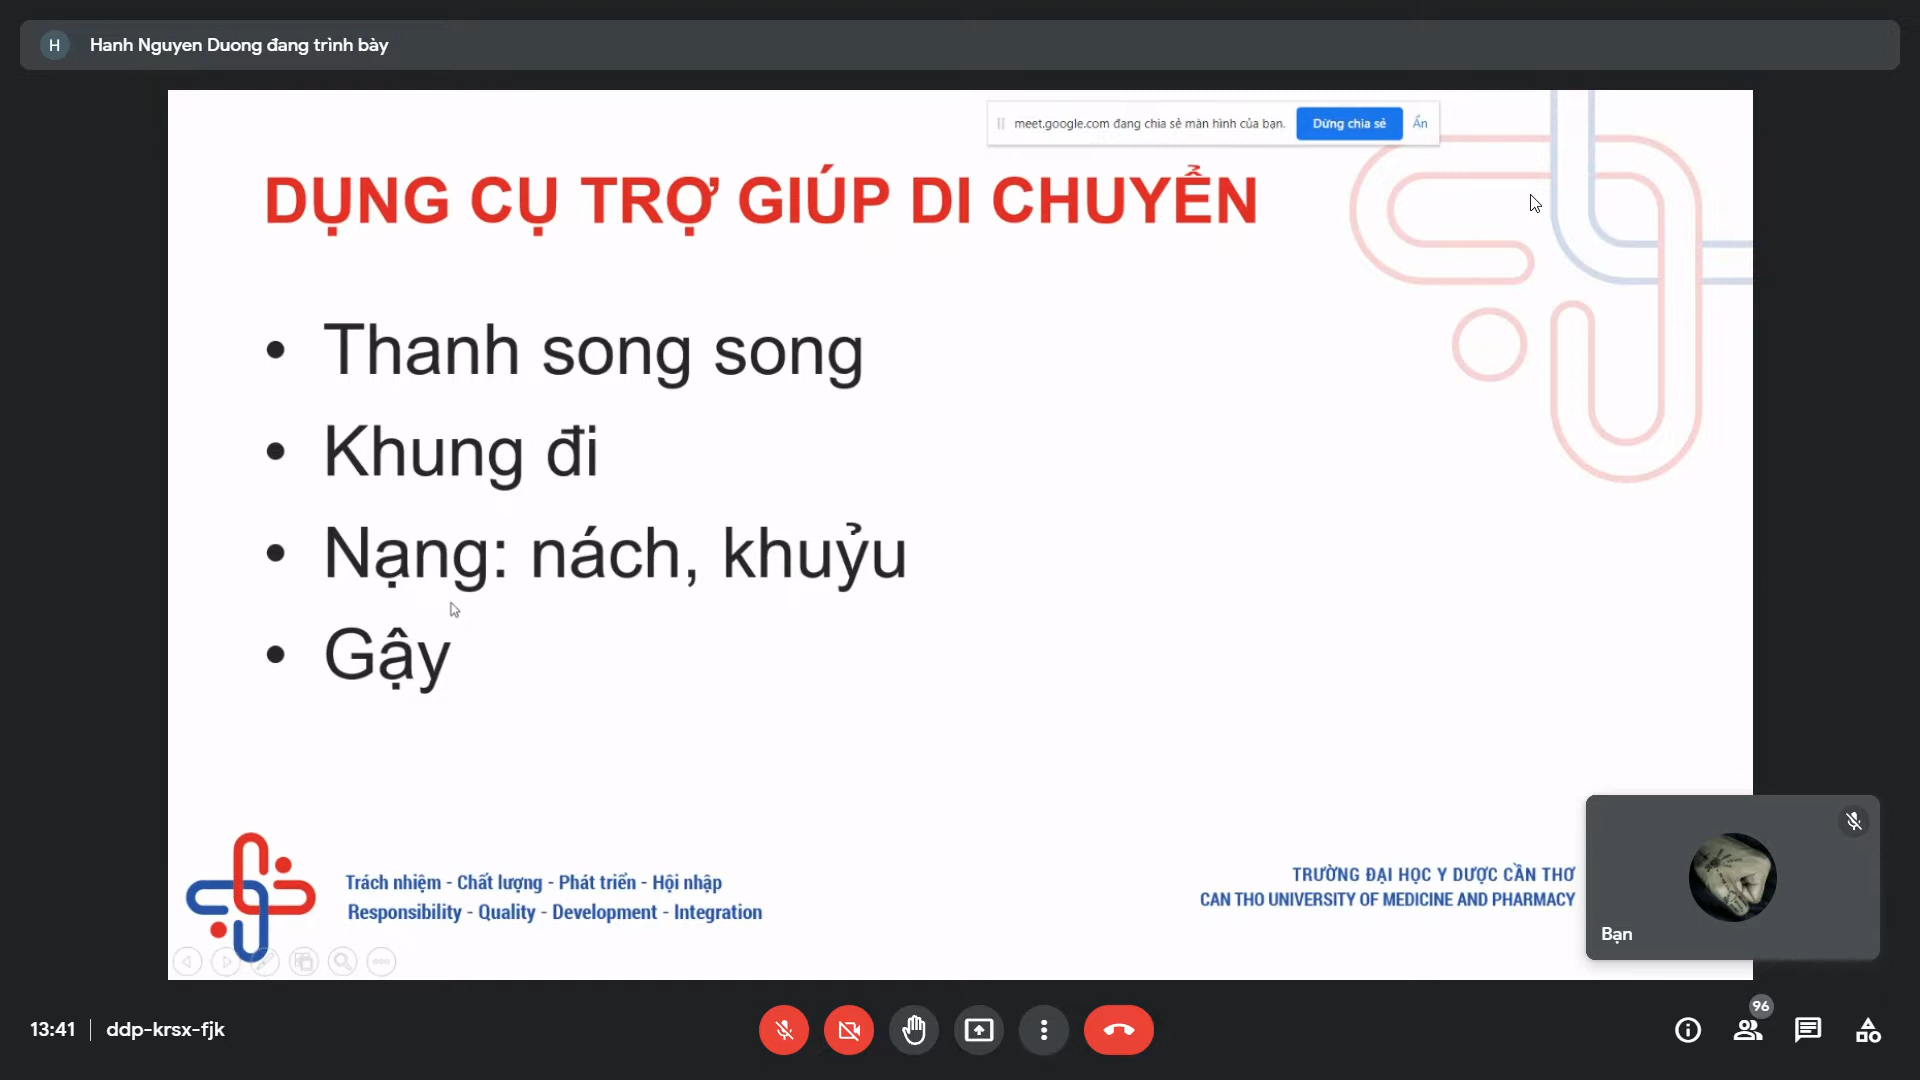 H
Hanh Nguyen Duong đang trình bày
meet.google.com đang chia sẻ màn hình của bạn.
Dừng chia sẻ
Ẩn
DỤNG CỤ TRỢ GIÚP DI CHUYỂN
• Thanh song song
• Khung đi
• Nạng: nách, khuỷu
• Gậy
Trách nhiệm - Chất lượng - Phát triển - Hội nhập
Responsibility - Quality - Development - Integration
TRƯỜNG ĐẠI HỌC Y DƯỢC CẦN THƠ
CAN THO UNIVERSITY OF MEDICINE AND PHARMACY
Bạn
13:41 | ddp-krsx-fjk
96